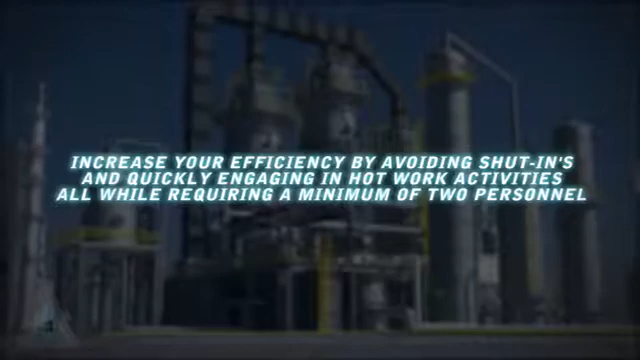 INCREASE YOUR EFFICIENCY BY AVOIDING SHUT-IN'S
AND QUICKLY ENGAGING IN HOT WORK ACTIVITIES
ALL WHILE REQUIRING A MINIMUM OF TWO PERSONNEL